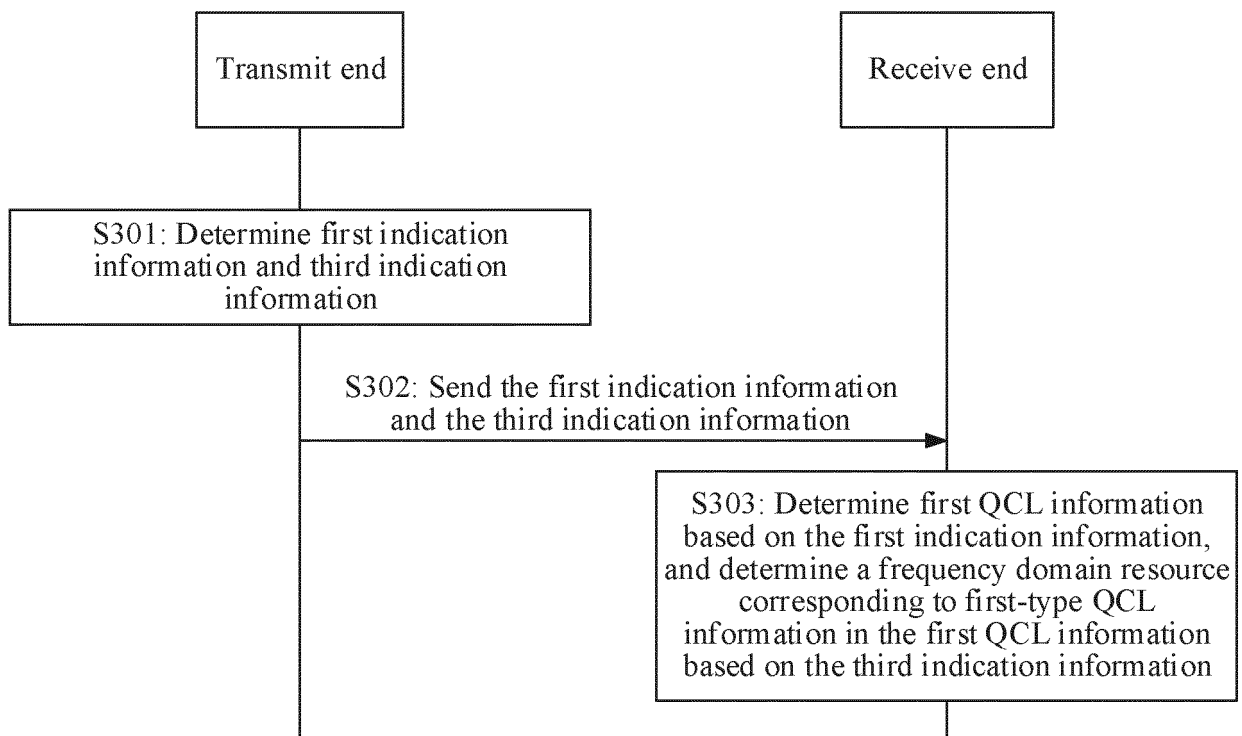 Transmit end
Receive end
S301: Determine first indication
information and third indication
information
S302: Send the first indication information
and the third indication information
S303: Determine first QCL information
based on the first indication information,
and determine a frequency domain resource
corresponding to first-type QCL
information in the first QCL information
based on the third indication information